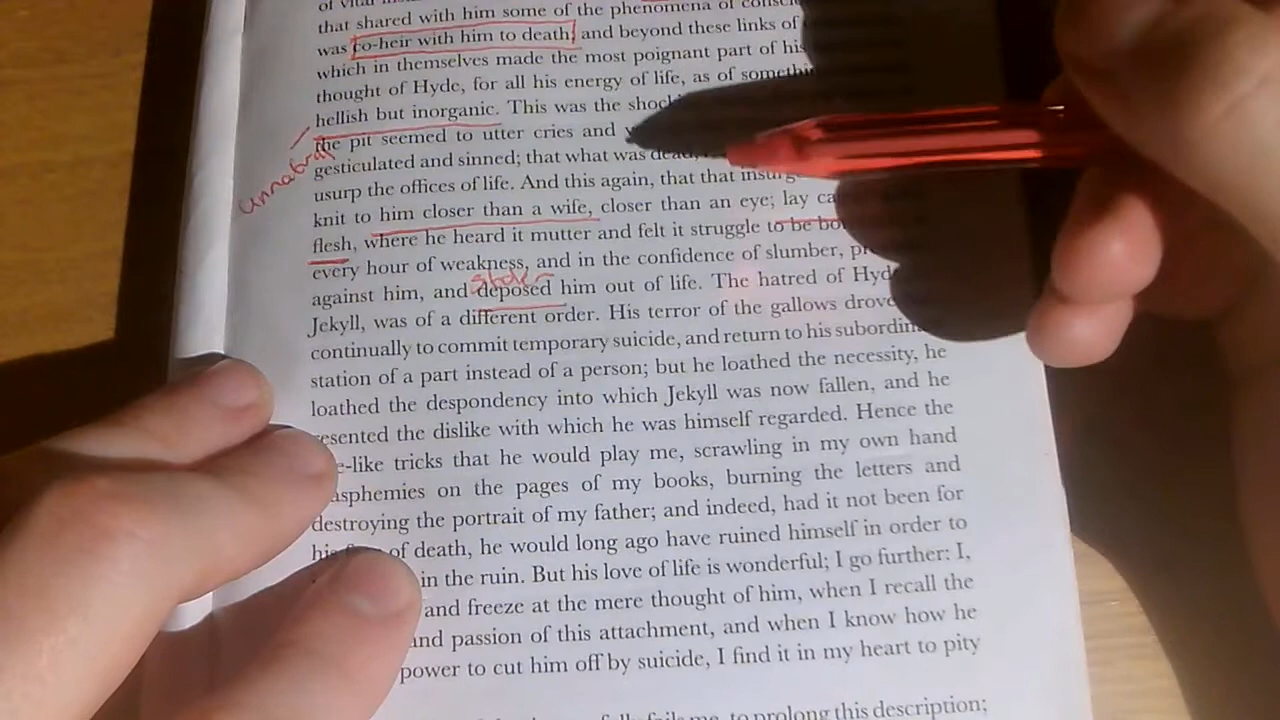 of vital
that shared with him some of the phenomena of
was co-heir with him to death; and beyond these links of
which in themselves made the most poignant part of his
thought of Hyde, for all his energy of life, as of something
hellish but inorganic. This was the
the pit seemed to utter cries and
unnatural
gesticulated and sinned; that what was dead,
usurp the offices of life. And this again, that that
knit to him closer than a wife, closer than an eye; lay
flesh, where he heard it mutter and felt it struggle to be
every hour of weakness, and in the confidence of slumber,
stolen
against him, and deposed him out of life. The hatred of
Jekyll, was of a different order. His terror of the gallows drove
continually to commit temporary suicide, and return to his
station of a part instead of a person; but he loathed the necessity, he
loathed the despondency into which Jekyll was now fallen, and he
resented the dislike with which he was himself regarded. Hence the
-like tricks that he would play me, scrawling in my own hand
blasphemies on the pages of my books, burning the letters and
destroying the portrait of my father; and indeed, had it not been for
his of death, he would long ago have ruined himself in order to
in the ruin. But his love of life is wonderful; I go further: I,
and freeze at the mere thought of him, when I recall the
and passion of this attachment, and when I know how he
power to cut him off by suicide, I find it in my heart to pity
me, to prolong this description;